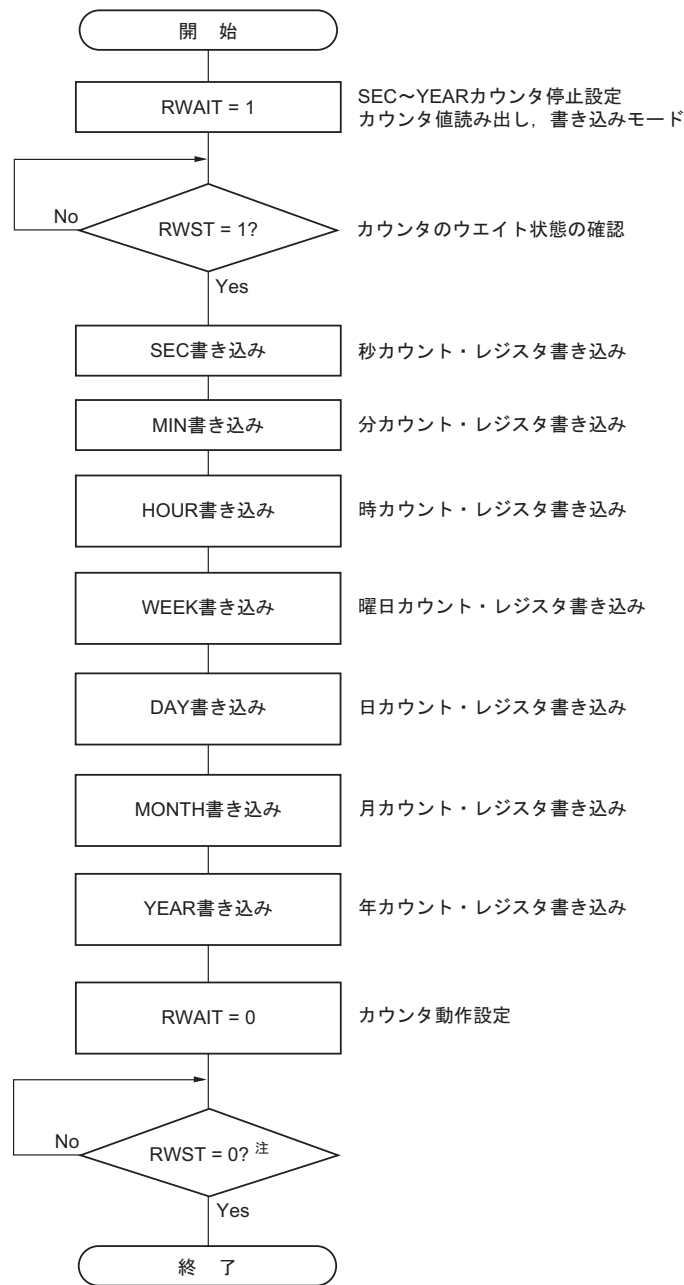 開 始
RWAIT = 1
SEC～YEARカウンタ停止設定
カウンタ値読み出し，書き込みモード
No
RWST = 1?
カウンタのウエイト状態の確認
Yes
SEC書き込み
秒カウント・レジスタ書き込み
MIN書き込み
分カウント・レジスタ書き込み
HOUR書き込み
時カウント・レジスタ書き込み
WEEK書き込み
曜日カウント・レジスタ書き込み
DAY書き込み
日カウント・レジスタ書き込み
MONTH書き込み
月カウント・レジスタ書き込み
YEAR書き込み
年カウント・レジスタ書き込み
RWAIT = 0
カウンタ動作設定
No
RWST = 0? 注
Yes
終 了